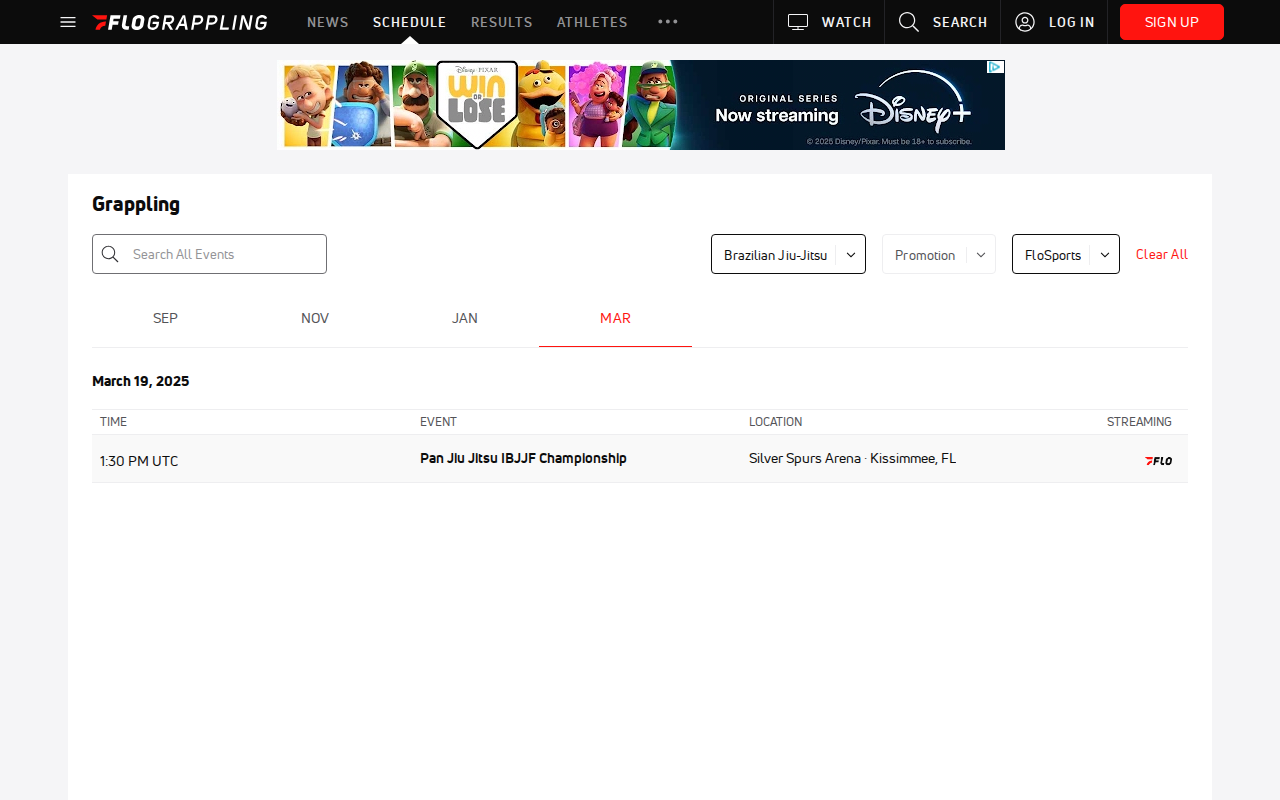 FLOGRAPPLING NEWS SCHEDULE RESULTS ATHLETES ••• WATCH SEARCH LOG IN SIGN UP
Disney PIXAR
WIN OR LOSE
ORIGINAL SERIES
Now streaming
Disney+
© 2025 Disney/Pixar. Must be 18+ to subscribe.
Grappling
Search All Events Brazilian Jiu-Jitsu Promotion FloSports Clear All
SEP NOV JAN MAR
March 19, 2025
TIME EVENT LOCATION STREAMING
1:30 PM UTC Pan Jiu Jitsu IBJJF Championship Silver Spurs Arena · Kissimmee, FL FLO